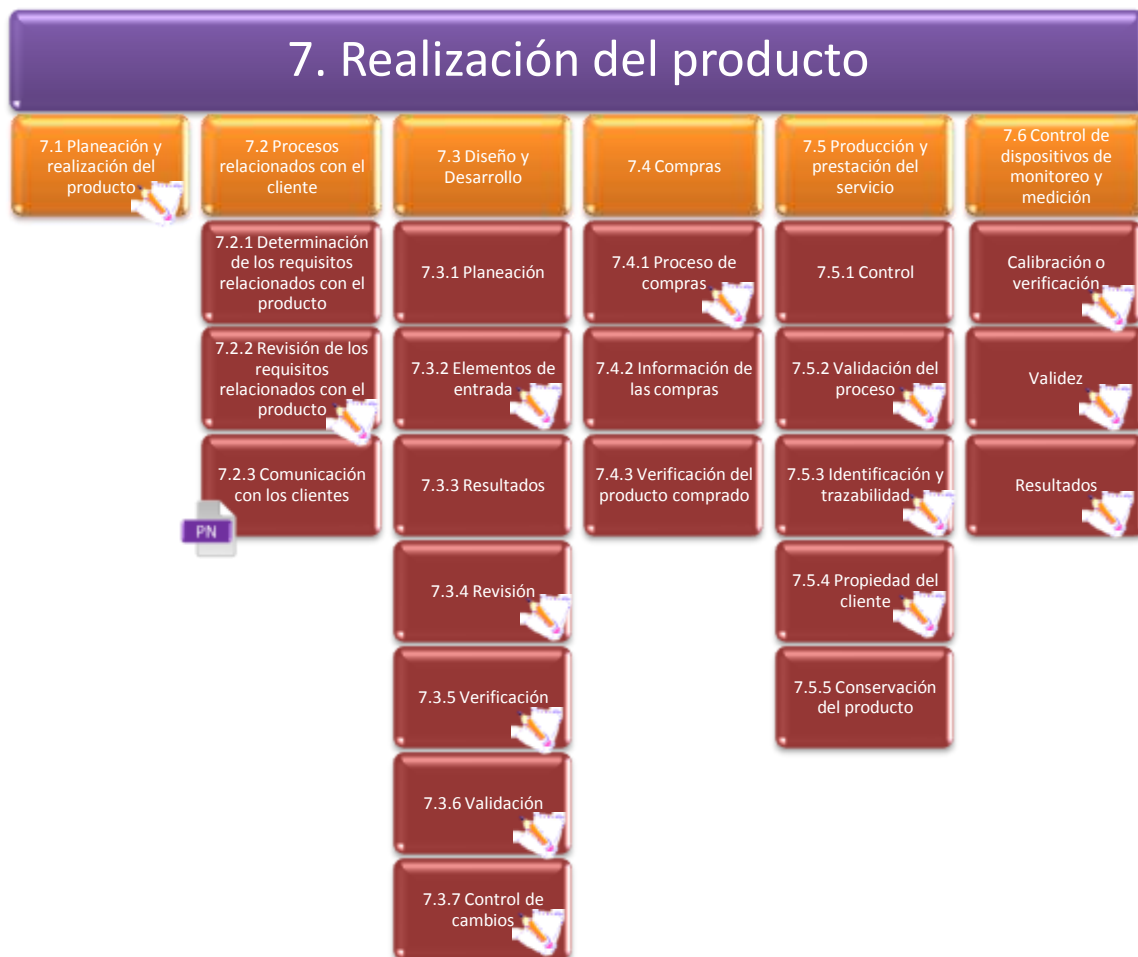 7. Realización del producto
7.1 Planeación y
realización del
producto
7.2 Procesos
relacionados con el
cliente
7.3 Diseño y
Desarrollo
7.4 Compras
7.5 Producción y
prestación del
servicio
7.6 Control de
dispositivos de
monitoreo y
medición
7.2.1 Determinación
de los requisitos
relacionados con el
producto
7.3.1 Planeación
7.4.1 Proceso de
compras
7.5.1 Control
Calibración o
verificación
7.2.2 Revisión de los
requisitos
relacionados con el
producto
7.3.2 Elementos de
entrada
7.4.2 Información de
las compras
7.5.2 Validación del
proceso
Validez
7.2.3 Comunicación
con los clientes
PN
7.3.3 Resultados
7.4.3 Verificación del
producto comprado
7.5.3 Identificación y
trazabilidad
Resultados
7.3.4 Revisión
7.5.4 Propiedad del
cliente
7.3.5 Verificación
7.5.5 Conservación
del producto
7.3.6 Validación
7.3.7 Control de
cambios